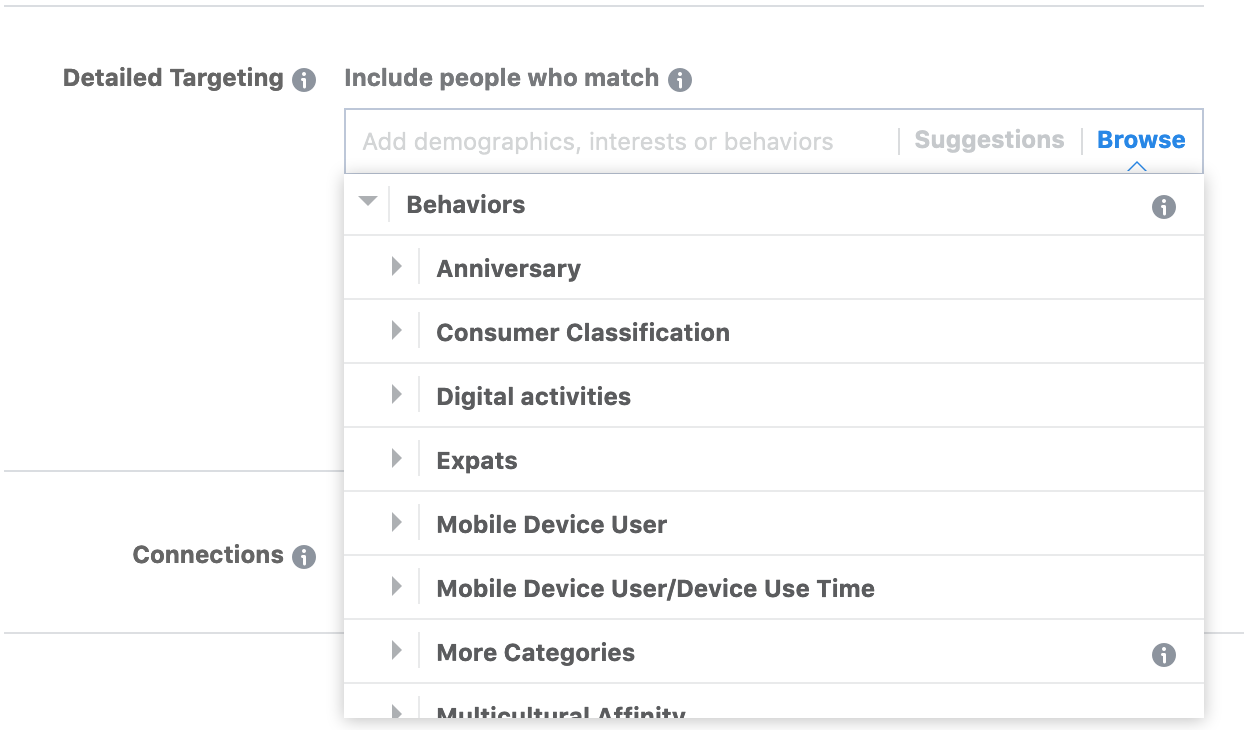 Detailed Targeting Include people who match
Add demographics, interests or behaviors Suggestions Browse
Behaviors
Anniversary
Consumer Classification
Digital activities
Expats
Mobile Device User
Connections
Mobile Device User/Device Use Time
More Categories
Multicultural Affinity